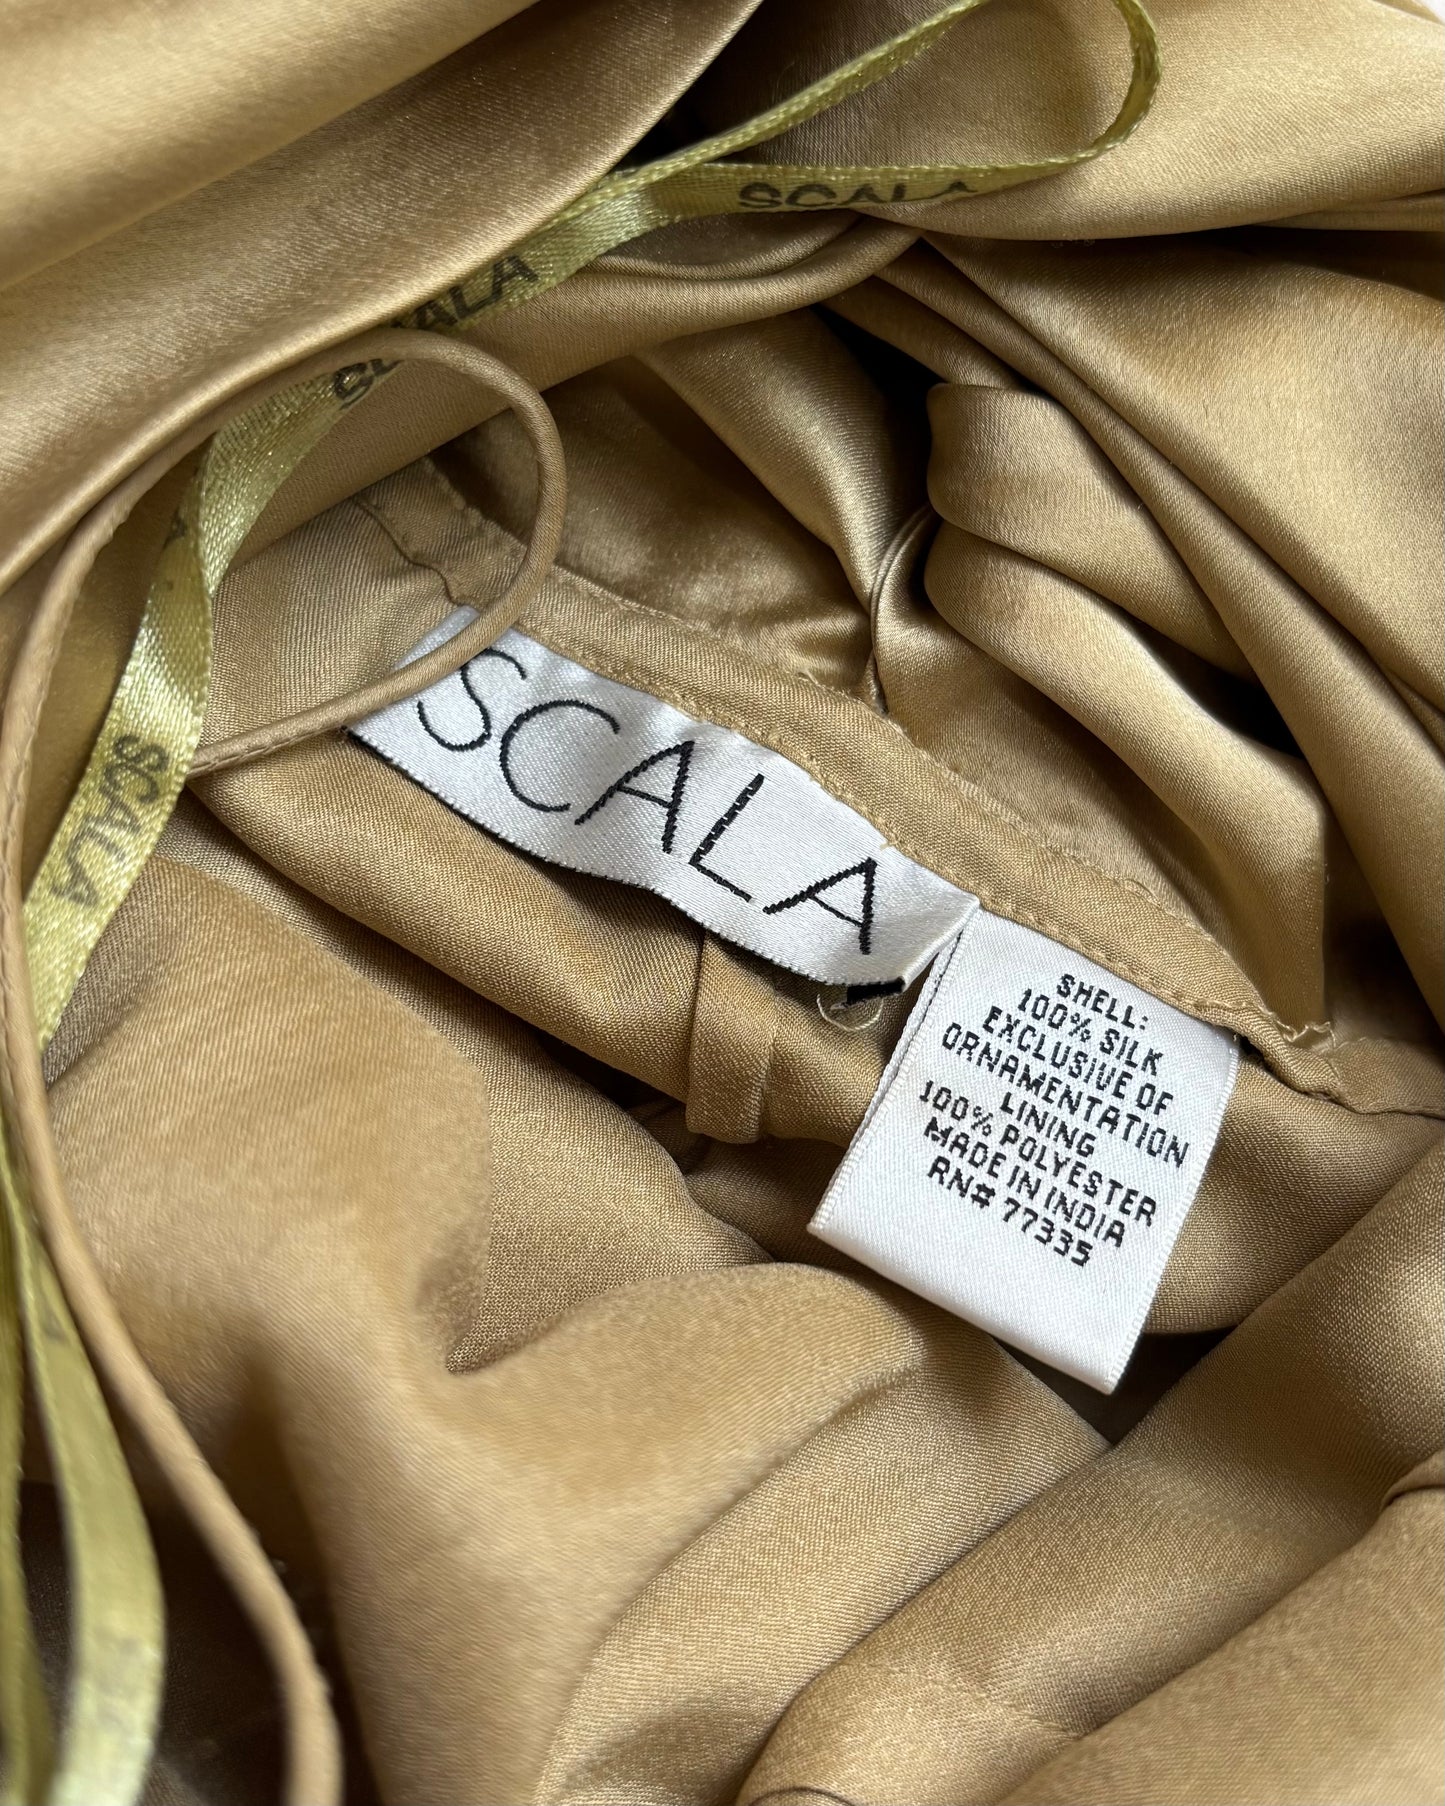 SCALA
SCALA
SCALA
SCALA
SHELL:
100% SILK
EXCLUSIVE OF
ORNAMENTATION
LINING
100% POLYESTER
MADE IN INDIA
RN# 77335